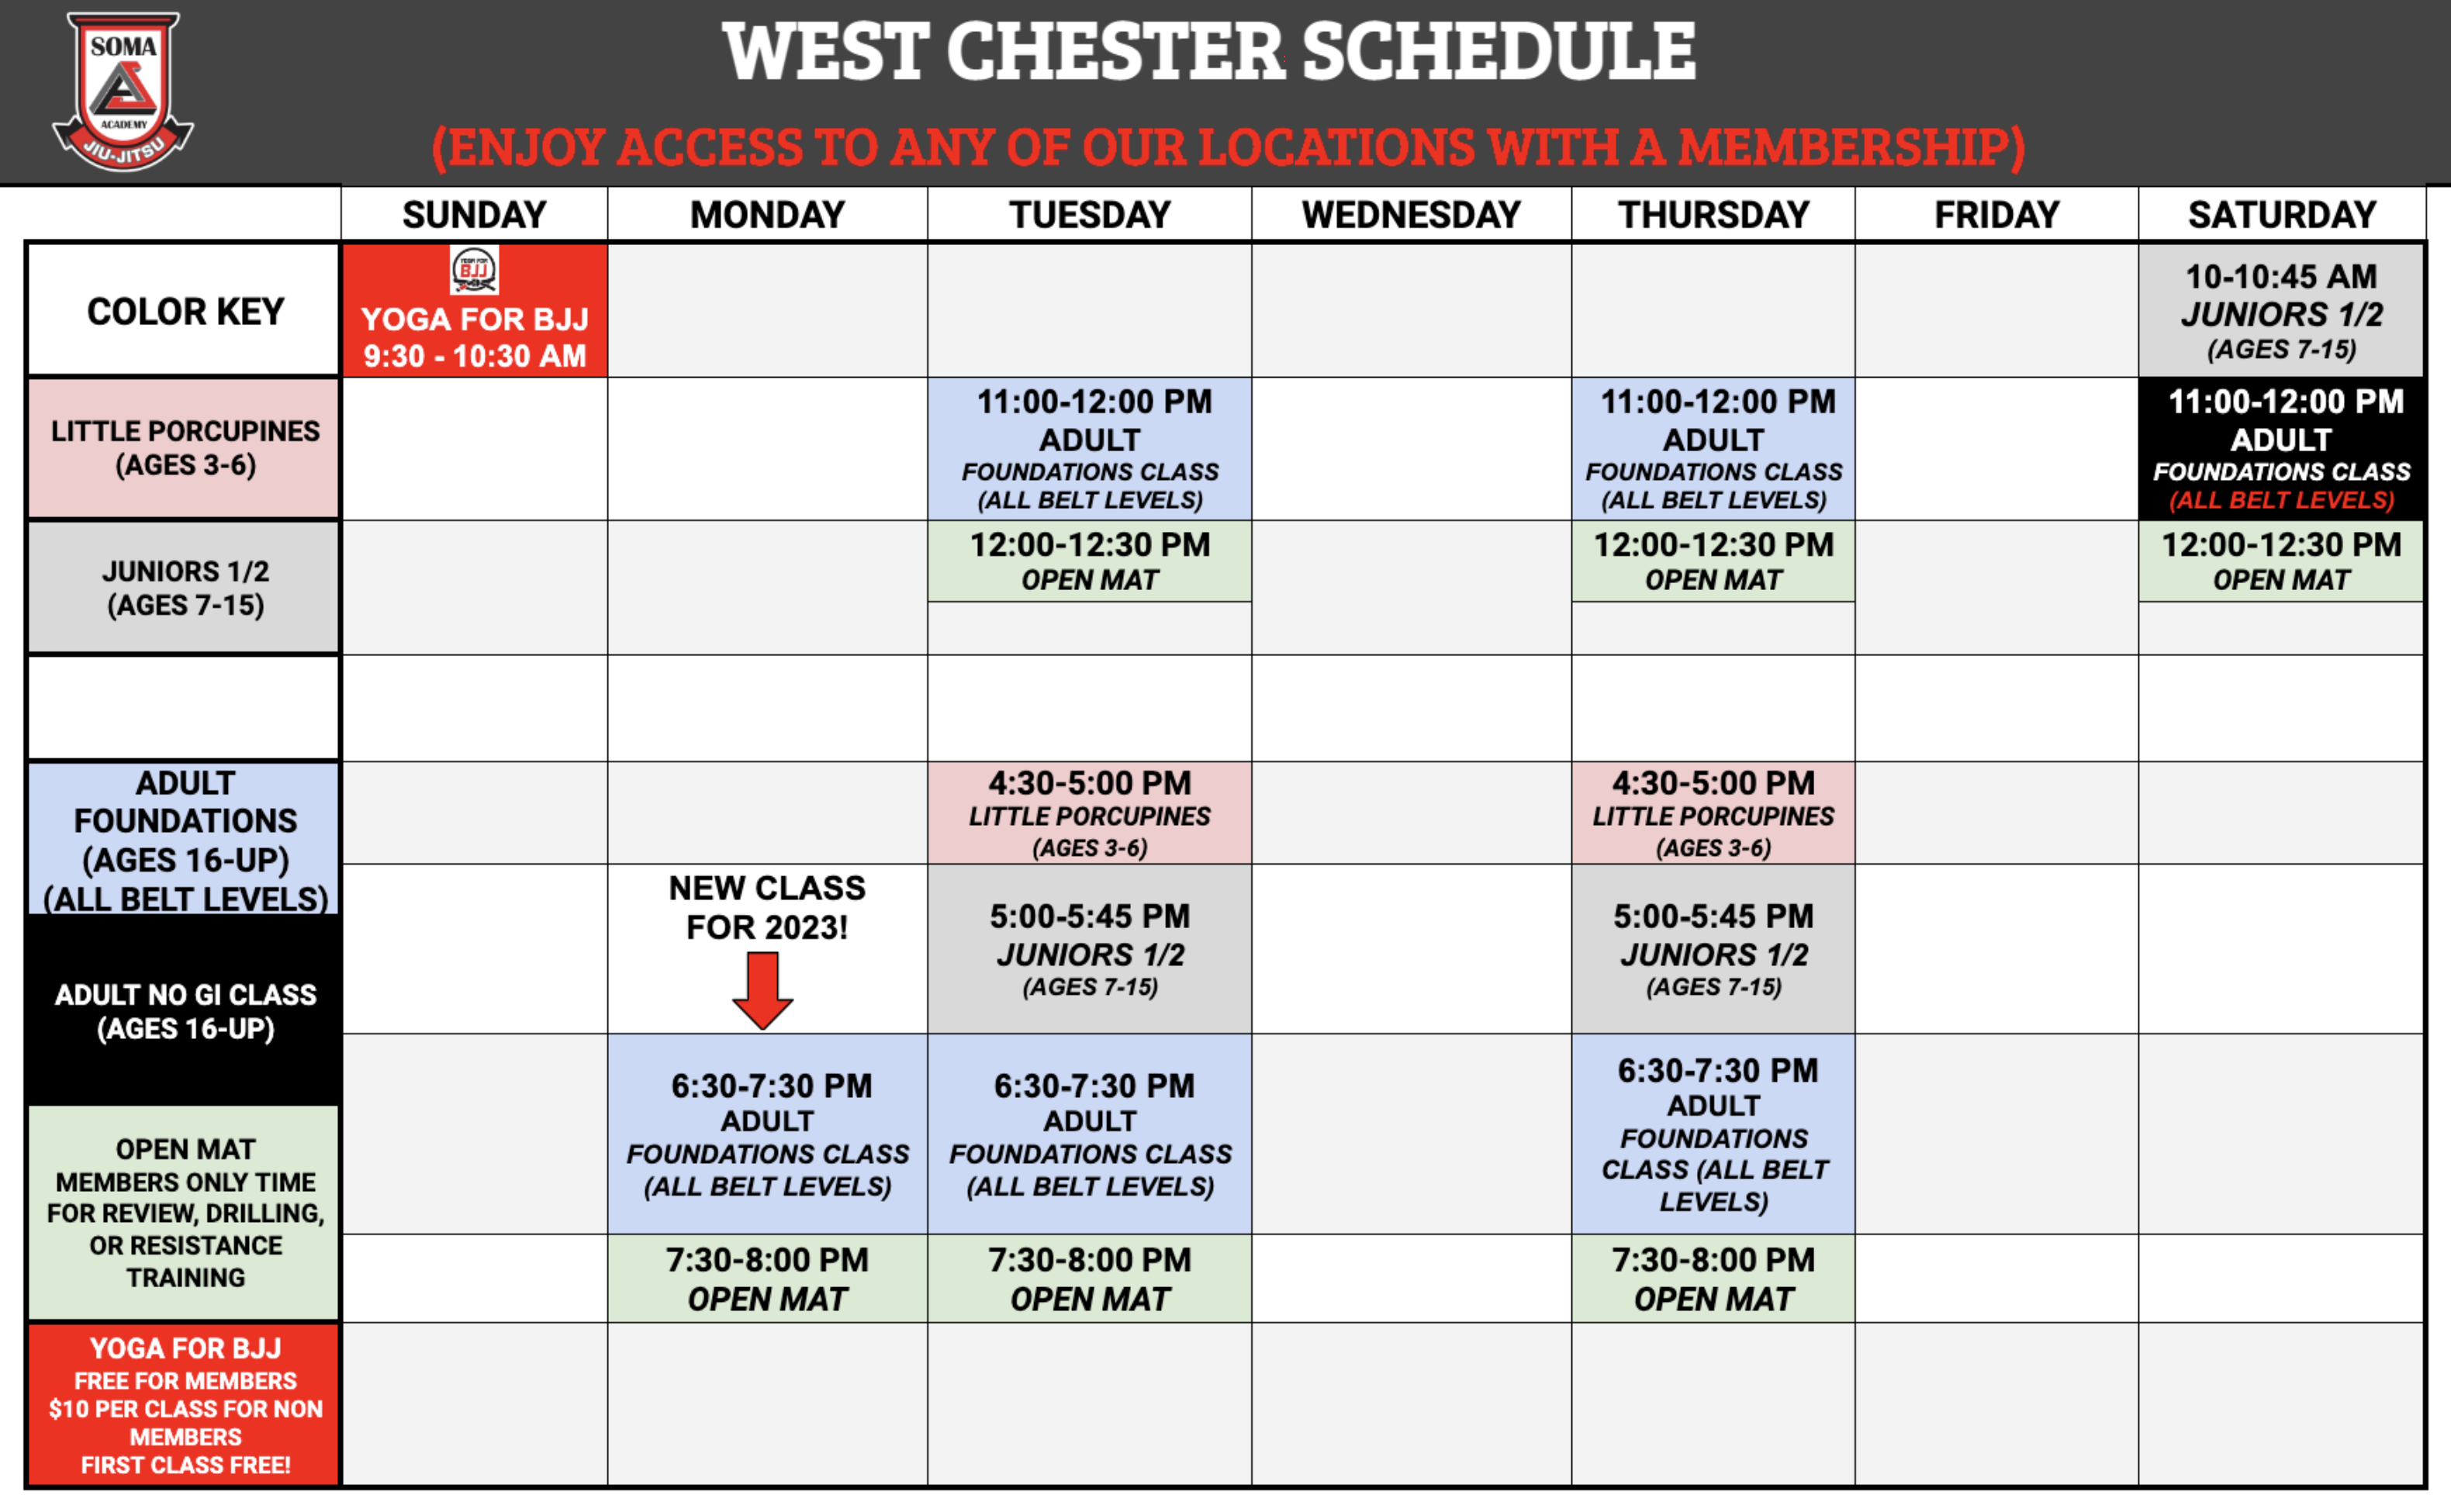 SOMA
ACADEMY
JIU-JITSU
WEST CHESTER SCHEDULE
(ENJOY ACCESS TO ANY OF OUR LOCATIONS WITH A MEMBERSHIP)
SUNDAY MONDAY TUESDAY WEDNESDAY THURSDAY FRIDAY SATURDAY
COLOR KEY
YOGA FOR BJJ
YOGA FOR BJJ
9:30 - 10:30 AM
10-10:45 AM
JUNIORS 1/2
(AGES 7-15)
LITTLE PORCUPINES
(AGES 3-6)
11:00-12:00 PM
ADULT
FOUNDATIONS CLASS
(ALL BELT LEVELS)
11:00-12:00 PM
ADULT
FOUNDATIONS CLASS
(ALL BELT LEVELS)
11:00-12:00 PM
ADULT
FOUNDATIONS CLASS
(ALL BELT LEVELS)
JUNIORS 1/2
(AGES 7-15)
12:00-12:30 PM
OPEN MAT
12:00-12:30 PM
OPEN MAT
12:00-12:30 PM
OPEN MAT
ADULT
FOUNDATIONS
(AGES 16-UP)
(ALL BELT LEVELS)
4:30-5:00 PM
LITTLE PORCUPINES
(AGES 3-6)
4:30-5:00 PM
LITTLE PORCUPINES
(AGES 3-6)
NEW CLASS
FOR 2023!
5:00-5:45 PM
JUNIORS 1/2
(AGES 7-15)
5:00-5:45 PM
JUNIORS 1/2
(AGES 7-15)
ADULT NO GI CLASS
(AGES 16-UP)
6:30-7:30 PM
ADULT
FOUNDATIONS CLASS
(ALL BELT LEVELS)
6:30-7:30 PM
ADULT
FOUNDATIONS CLASS
(ALL BELT LEVELS)
6:30-7:30 PM
ADULT
FOUNDATIONS
CLASS (ALL BELT
LEVELS)
OPEN MAT
MEMBERS ONLY TIME
FOR REVIEW, DRILLING,
OR RESISTANCE
TRAINING
7:30-8:00 PM
OPEN MAT
7:30-8:00 PM
OPEN MAT
7:30-8:00 PM
OPEN MAT
YOGA FOR BJJ
FREE FOR MEMBERS
$10 PER CLASS FOR NON
MEMBERS
FIRST CLASS FREE!